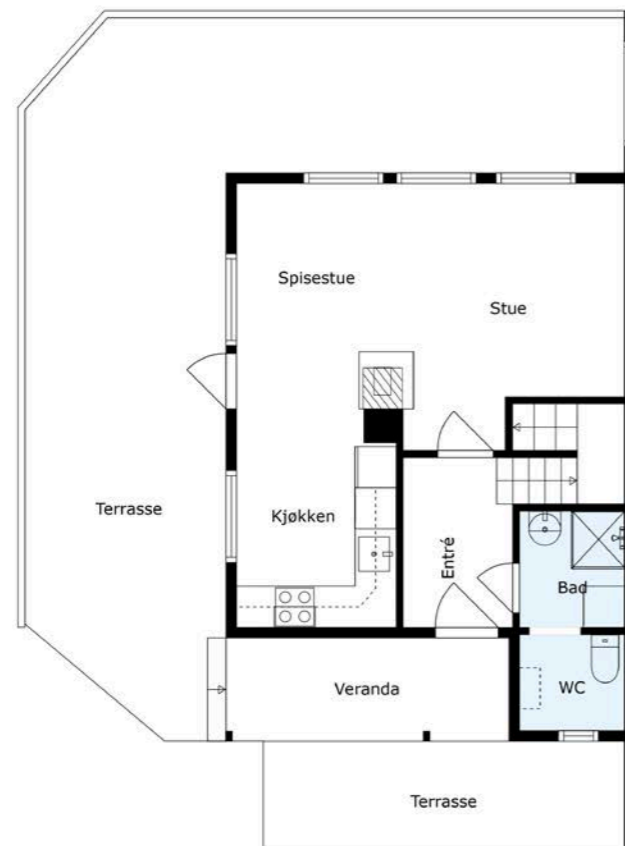 Spisestue
Stue
Terrasse
Kjøkken
Entré
Bad
Veranda
WC
Terrasse